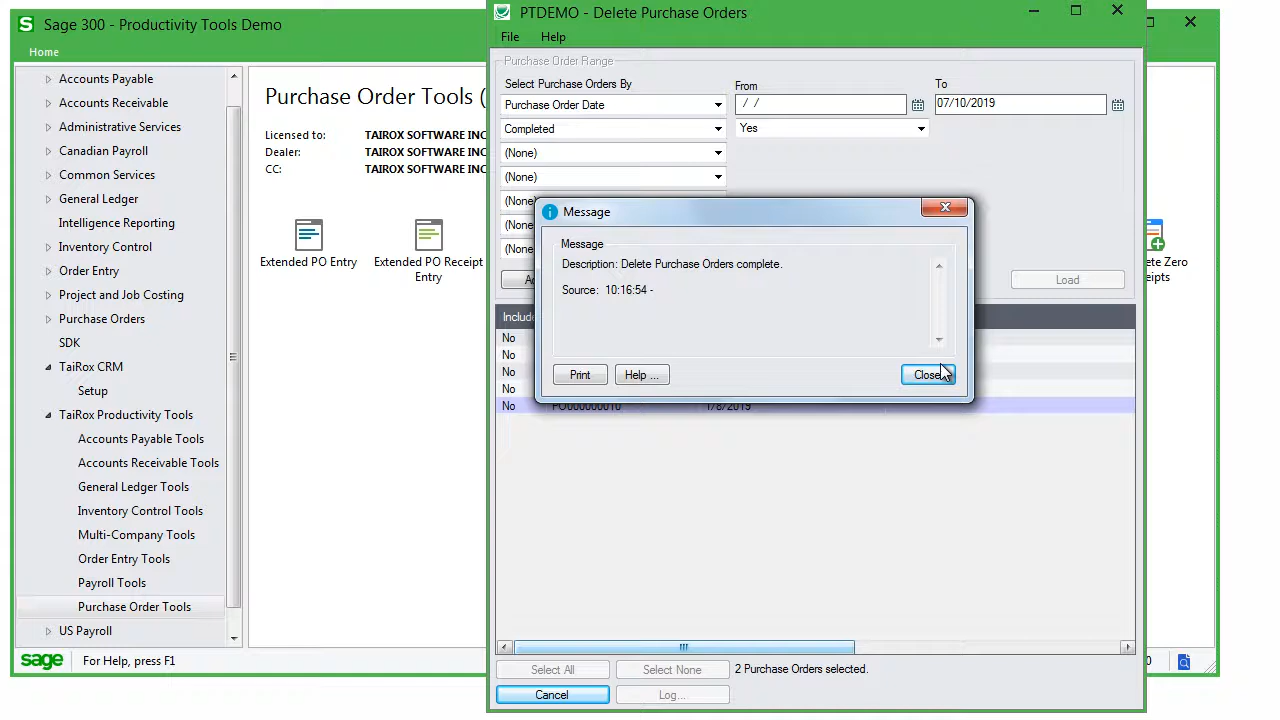 Sage 300 - Productivity Tools Demo
Home
Accounts Payable
Accounts Receivable
Administrative Services
Canadian Payroll
Common Services
General Ledger
Intelligence Reporting
Inventory Control
Order Entry
Project and Job Costing
Purchase Orders
SDK
TaiRox CRM
Setup
TaiRox Productivity Tools
Accounts Payable Tools
Accounts Receivable Tools
General Ledger Tools
Inventory Control Tools
Multi-Company Tools
Order Entry Tools
Payroll Tools
Purchase Order Tools
US Payroll
sage For Help, press F1
Purchase Order Tools (
Licensed to: TAIROX SOFTWARE INC
Dealer: TAIROX SOFTWARE INC
CC: TAIROX SOFTWARE INC
Extended PO Entry
Extended PO Receipt
Entry
PTDEMO - Delete Purchase Orders
File Help
Purchase Order Range
Select Purchase Orders By From To
Purchase Order Date / / 07/10/2019
Completed Yes
(None)
(None)
Load
Include
No
No
No
No
No PO000000010 1/8/2019
Message
Message
Description: Delete Purchase Orders complete.
Source: 10:16:54 -
Print Help ... Close
Select All Select None 2 Purchase Orders selected.
Cancel Log...